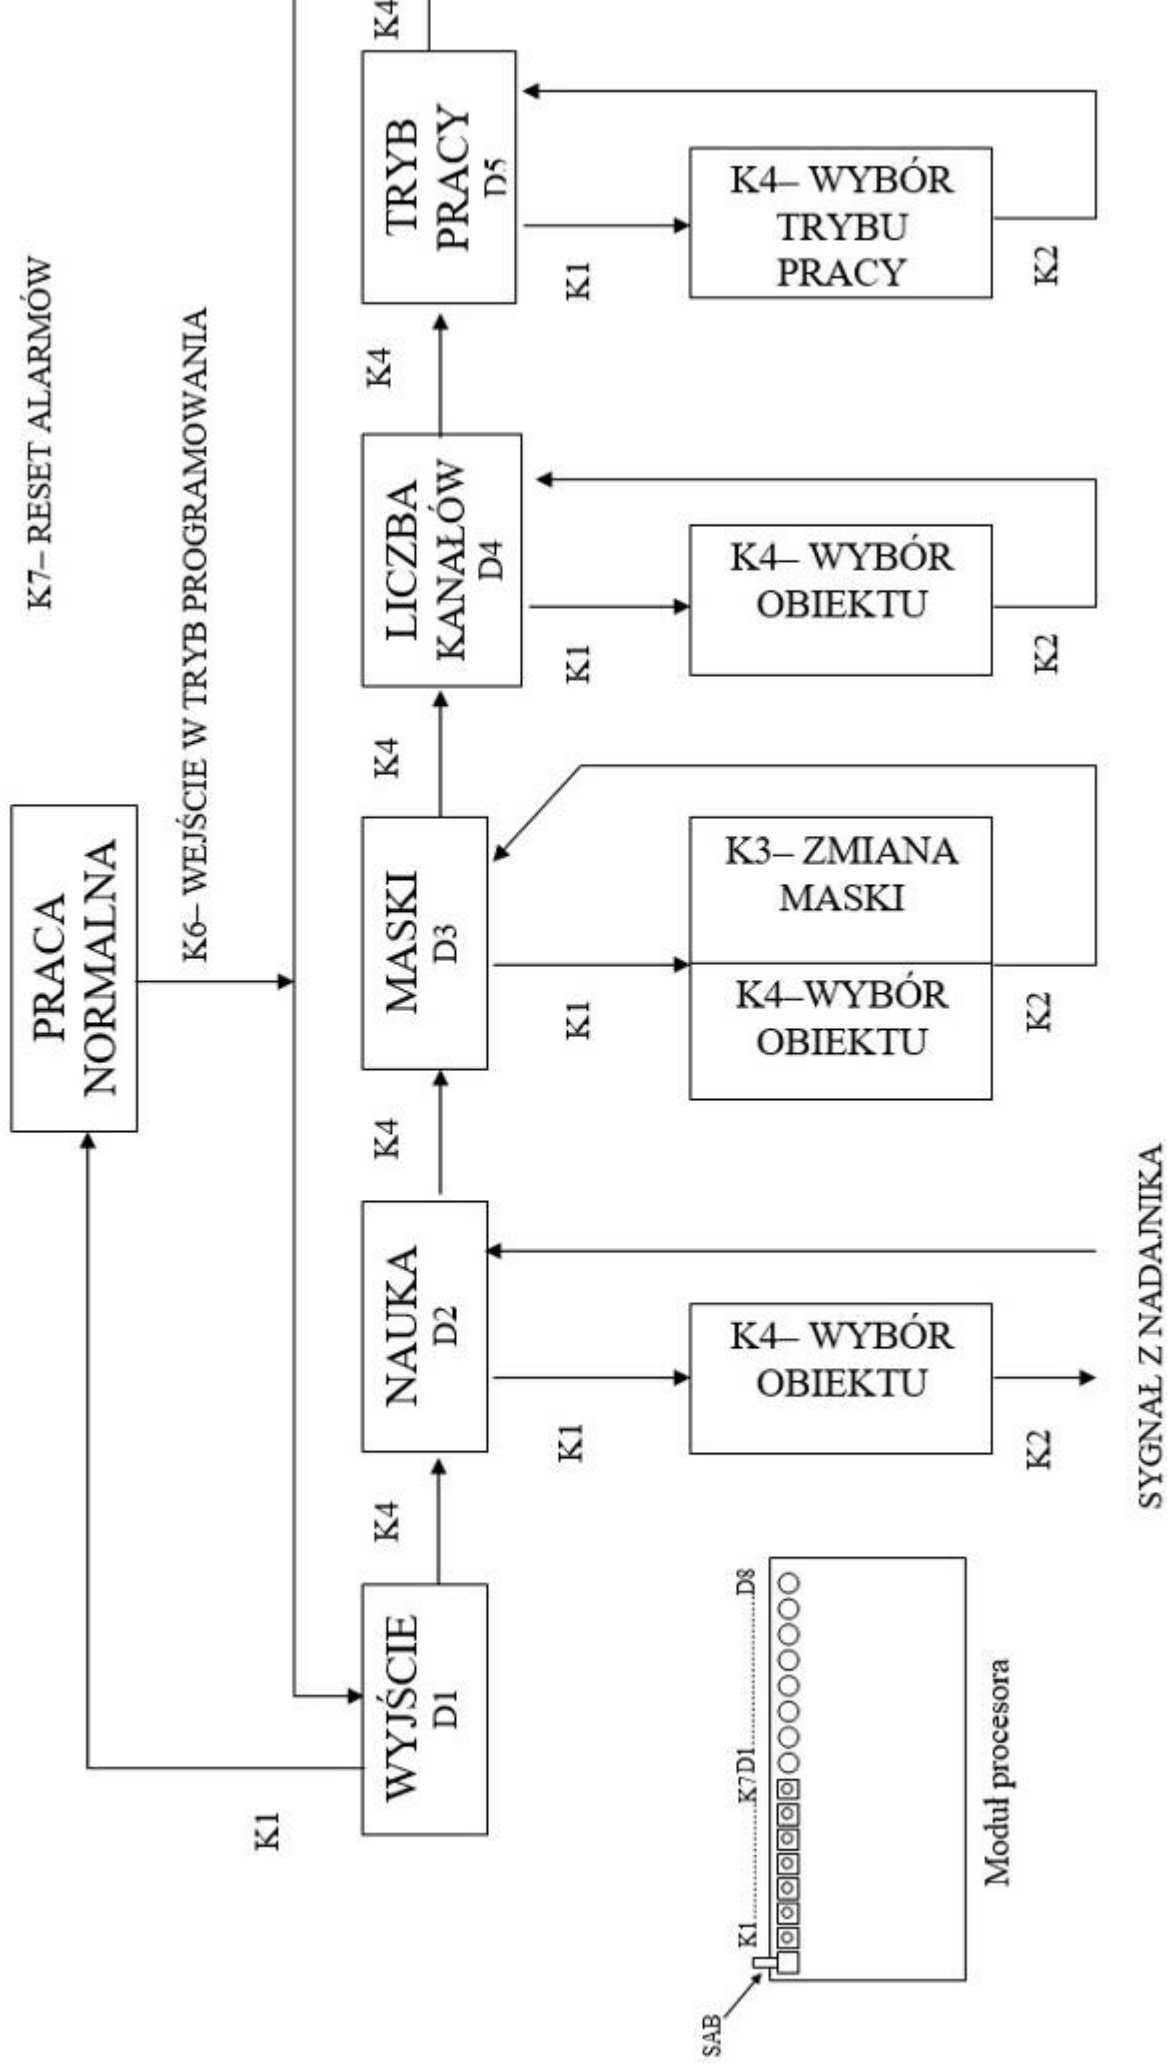 K7– RESET ALARMÓW
PRACA
NORMALNA
K6– WEJŚCIE W TRYB PROGRAMOWANIA
K1
WYJŚCIE
D1
K4
NAUKA
D2
K4
MASKI
D3
K4
LICZBA
KANAŁÓW
D4
K4
TRYB
PRACY
D5
K4
K1
K1
K1
K1
K4– WYBÓR
OBIEKTU
K4–WYBÓR
OBIEKTU
K3– ZMIANA
MASKI
K4– WYBÓR
OBIEKTU
K4– WYBÓR
TRYBU
PRACY
K2
K2
K2
K2
SYGNAŁ Z NADAJNIKA
SAB
K1
K7
D1
D8
Moduł procesora